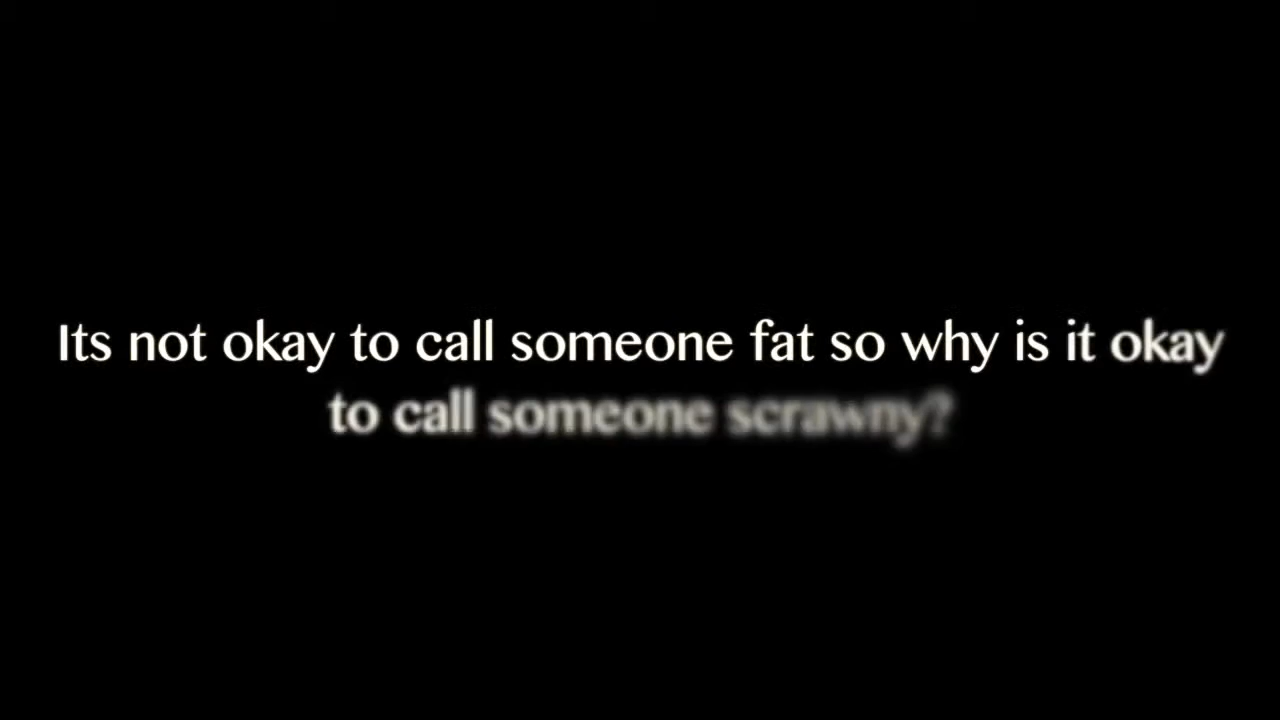 Its not okay to call someone fat so why is it okay
to call someone scrawny?